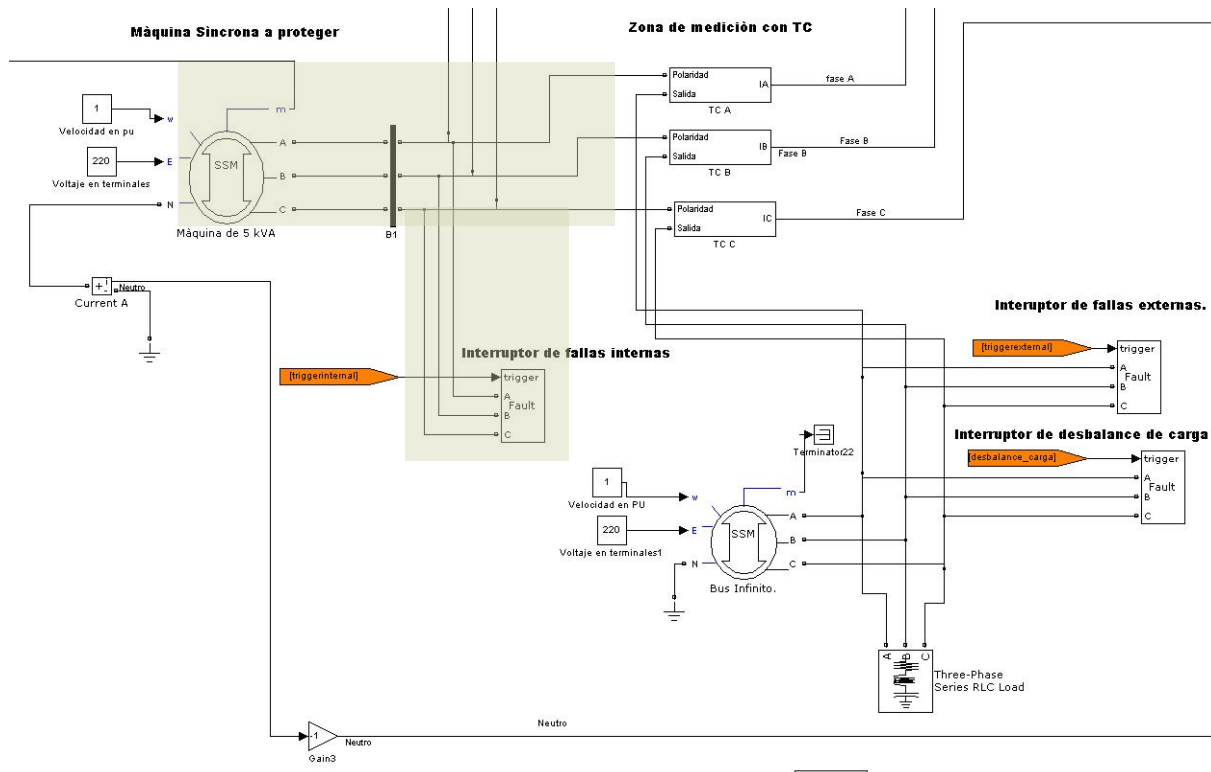 Màquina Sìncrona a proteger
Zona de mediciòn con TC
1
Velocidad en pu
220
Voltaje en terminales
w
E
N
m
SSM
A
B
C
Màquina de 5 kVA
B1
Polaridad
Salida
IA
TC A
fase A
Polaridad
Salida
IB
TC B
Fase B
Fase B
Polaridad
Salida
IC
TC C
Fase C
+
-
i
Neutro
Current A
Interuptor de fallas externas.
[triggerexternal]
trigger
A
B
C
Fault
Interruptor de fallas internas
[triggerinternal]
trigger
A
B
C
Fault
Interruptor de desbalance de carga
[desbalance_carga]
trigger
A
B
C
Fault
Terminator22
1
Velocidad en PU
220
Voltaje en terminales1
w
E
N
m
SSM
A
B
C
Bus Infinito.
A
B
C
Three-Phase
Series RLC Load
-1
Gain3
Neutro
Neutro